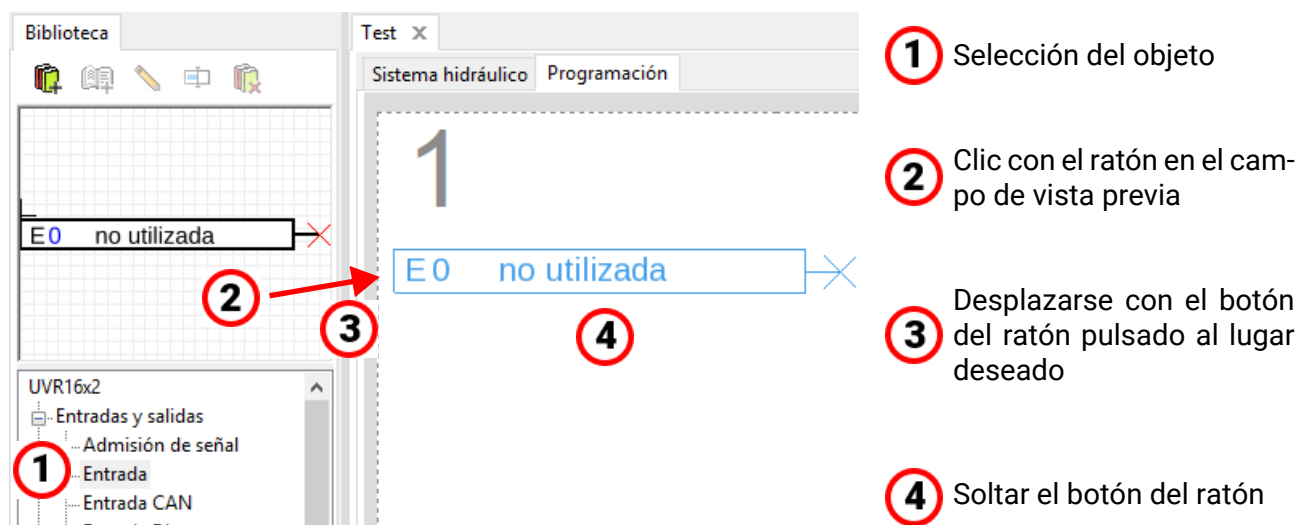 Biblioteca
Test X
Sistema hidráulico Programación
1
E 0 no utilizada
E 0 no utilizada
2
3
4
UVR16x2
Entradas y salidas
Admisión de señal
1
Entrada
Entrada CAN
1 Selección del objeto
2 Clic con el ratón en el cam-
po de vista previa
3 Desplazarse con el botón
del ratón pulsado al lugar
deseado
4 Soltar el botón del ratón